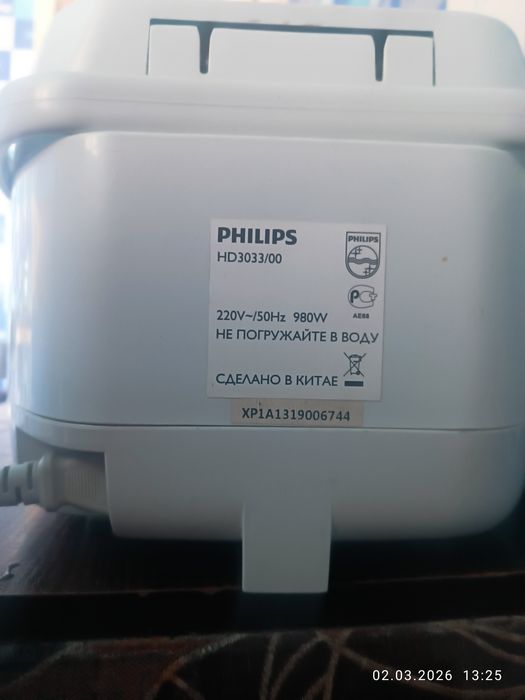 PHILIPS
PHILIPS
HD3033/00
220V~/50Hz 980W
AE88
НЕ ПОГРУЖАЙТЕ В ВОДУ
СДЕЛАНО В КИТАЕ
XP1A1319006744
02.03.2026 13:25